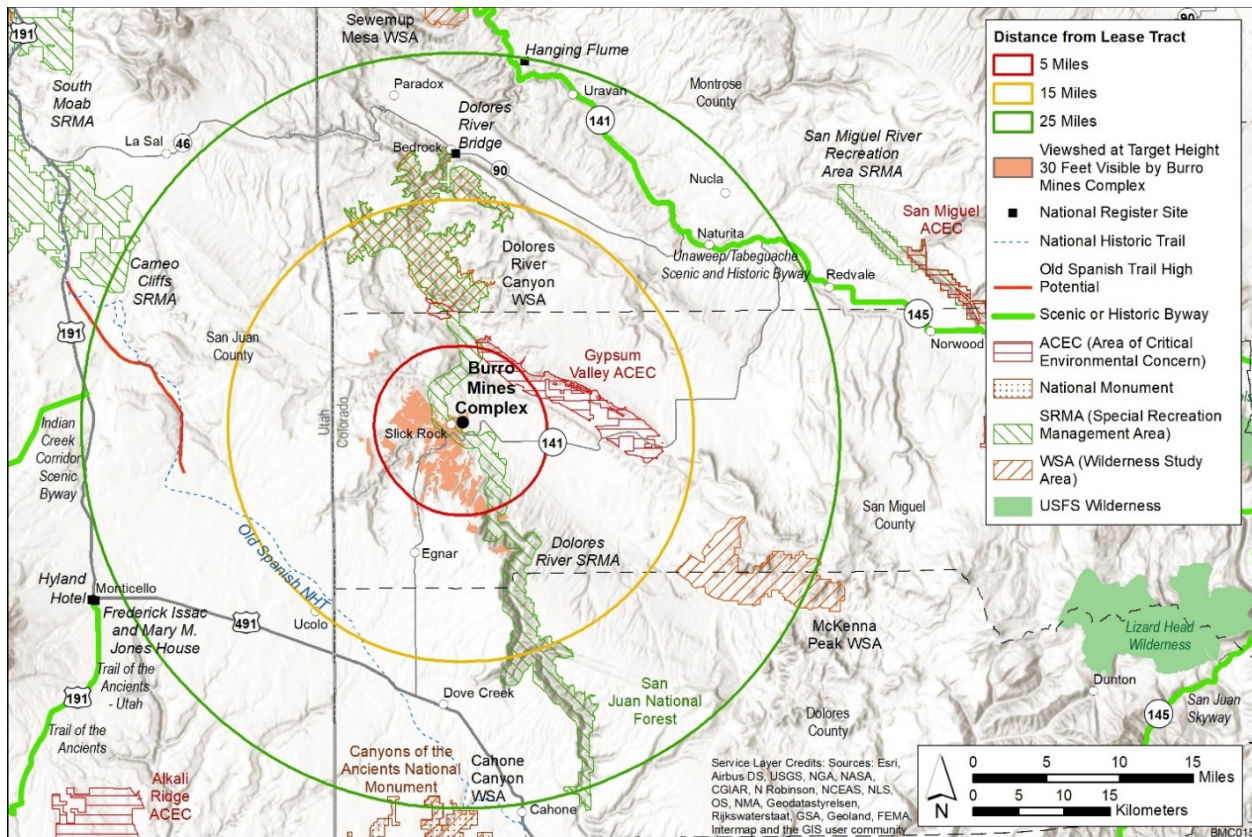 191
Sewemup
Mesa WSA
90
Hanging Flume
South
Moab
SRMA
Paradox
Uravan
Montrose
County
Dolores
River
Bridge
141
La Sal
46
Bedrock
90
San Miguel River
Recreation
Area SRMA
Nucla
San Miguel
ACEC
Naturita
Unaweep/Tabeguache
Scenic and Historic Byway
Redvale
Cameo
Cliffs
SRMA
Dolores
River
Canyon
WSA
145
Norwood
191
San Juan
County
Gypsum
Valley ACEC
Burro
Mines
Complex
Utah
Colorado
Slick Rock
141
Indian
Creek
Corridor
Scenic
Byway
San Miguel
County
Old Spanish NHT
Egnar
Dolores
River SRMA
Hyland
Hotel
Monticello
Frederick Issac
and Mary M.
Jones House
491
Ucolo
McKenna
Peak WSA
Lizard Head
Wilderness
Trail of the
Ancients
- Utah
191
Dove Creek
San
Juan National
Forest
Dunton
Dolores
County
San Juan
Skyway
145
Trail of the
Ancients
Canyons of the
Ancients National
Monument
Cahone
Canyon
WSA
Alkali
Ridge
ACEC
Cahone
Distance from Lease Tract
5 Miles
15 Miles
25 Miles
Viewshed at Target Height
30 Feet Visible by Burro
Mines Complex
National Register Site
National Historic Trail
Old Spanish Trail High
Potential
Scenic or Historic Byway
ACEC (Area of Critical
Environmental Concern)
National Monument
SRMA (Special Recreation
Management Area)
WSA (Wilderness Study
Area)
USFS Wilderness
Service Layer Credits: Sources: Esri,
Airbus DS, USGS, NGA, NASA,
CGIAR, N Robinson, NCEAS, NLS,
OS, NMA, Geodatastyrelsen,
Rijkswaterstaat, GSA, Geoland, FEMA,
Intermap and the GIS user community
N
0 5 10 15
Miles
0 5 10 15
Kilometers